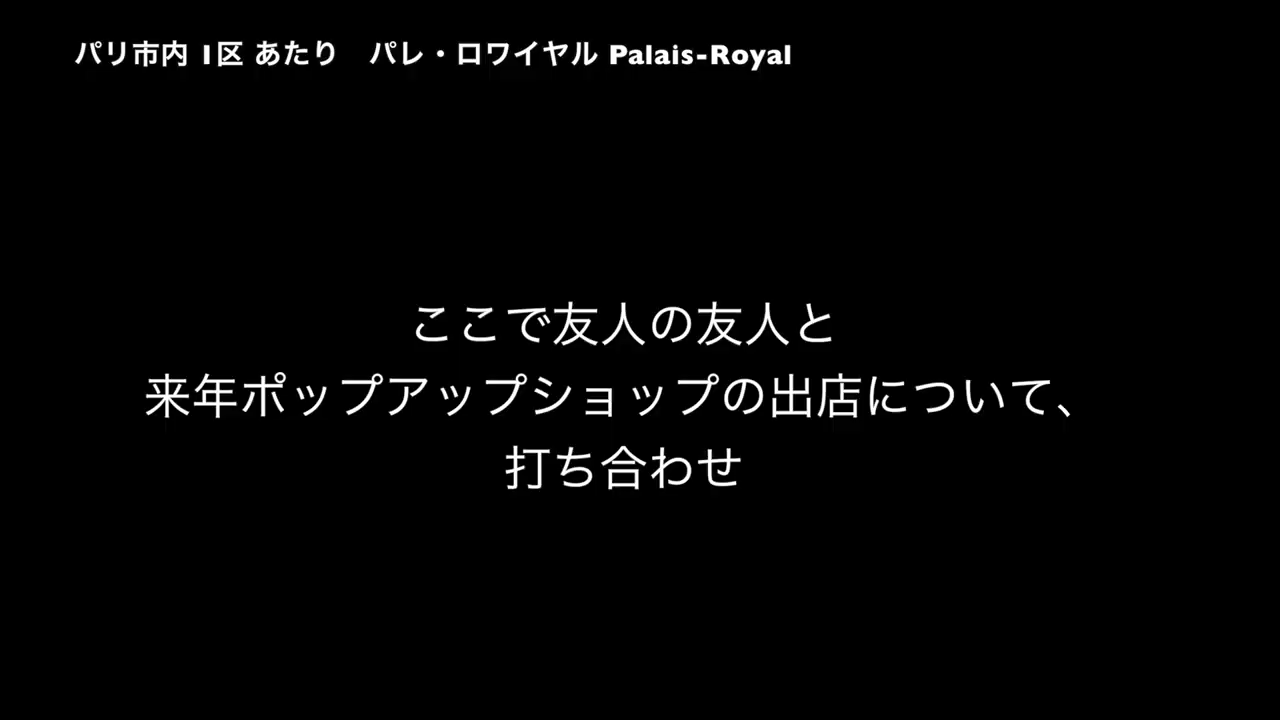 パリ市内 1区 あたり　パレ・ロワイヤル Palais-Royal
ここで友人の友人と
来年ポップアップショップの出店について、
打ち合わせ